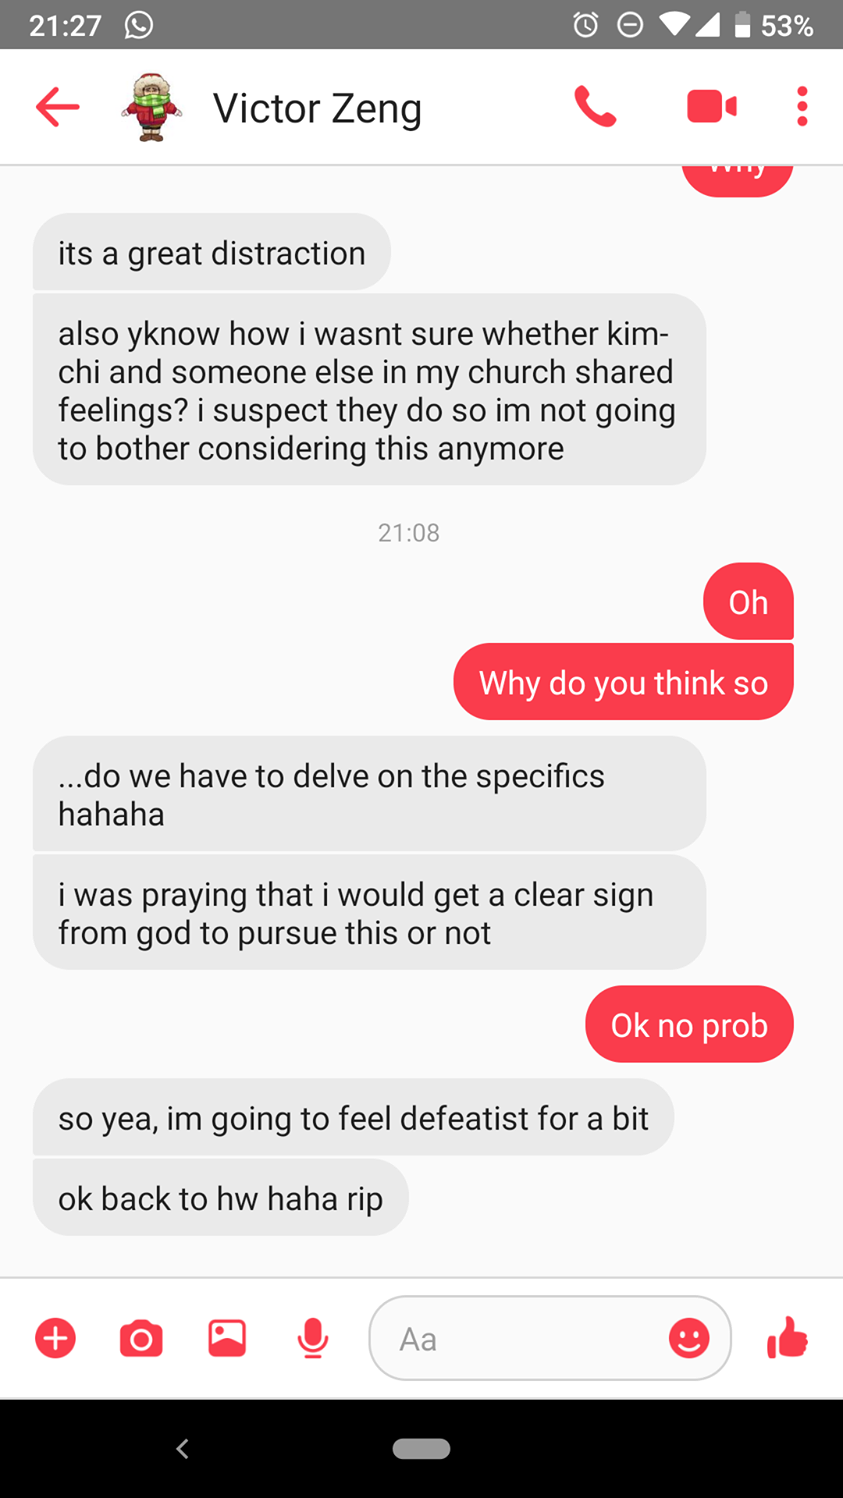 21:27
53%
Victor Zeng
Why
its a great distraction
also yknow how i wasnt sure whether kim-
chi and someone else in my church shared
feelings? i suspect they do so im not going
to bother considering this anymore
21:08
Oh
Why do you think so
...do we have to delve on the specifics
hahaha
i was praying that i would get a clear sign
from god to pursue this or not
Ok no prob
so yea, im going to feel defeatist for a bit
ok back to hw haha rip
Aa